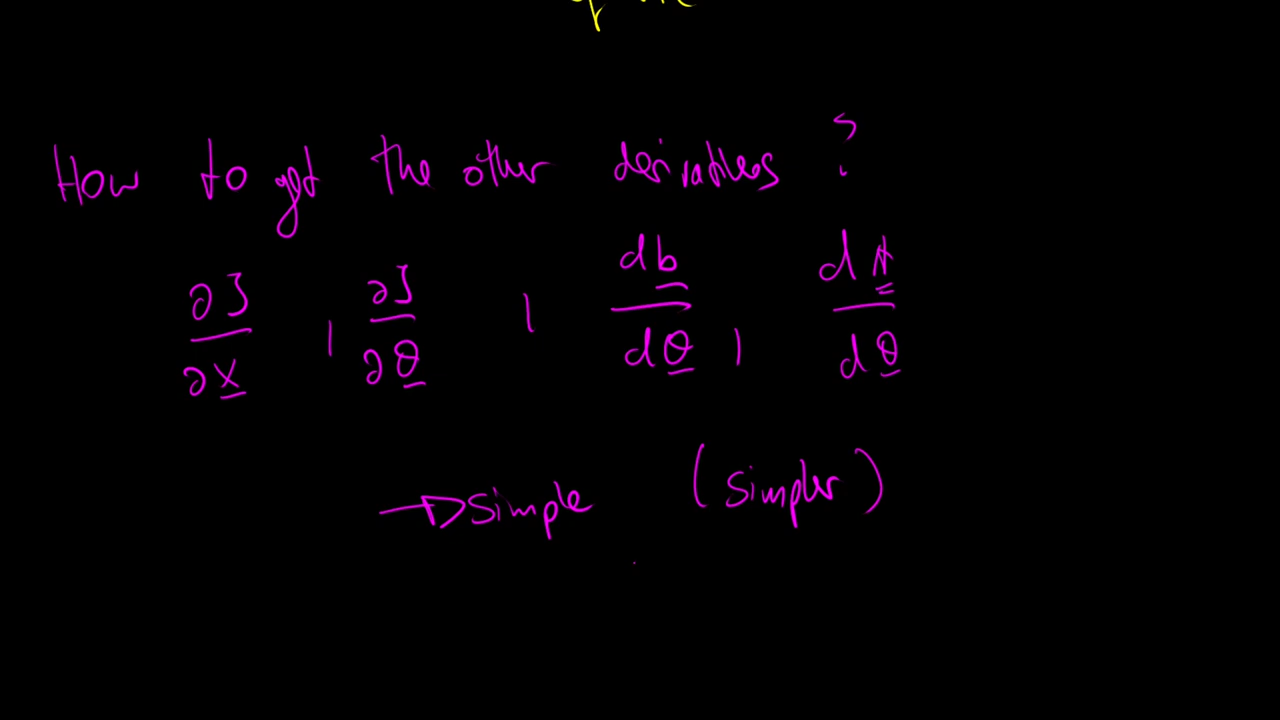 How to get the other derivatives ?
∂J/∂x , ∂J/∂θ , db/dθ , dA/dθ
→ simple (simpler)